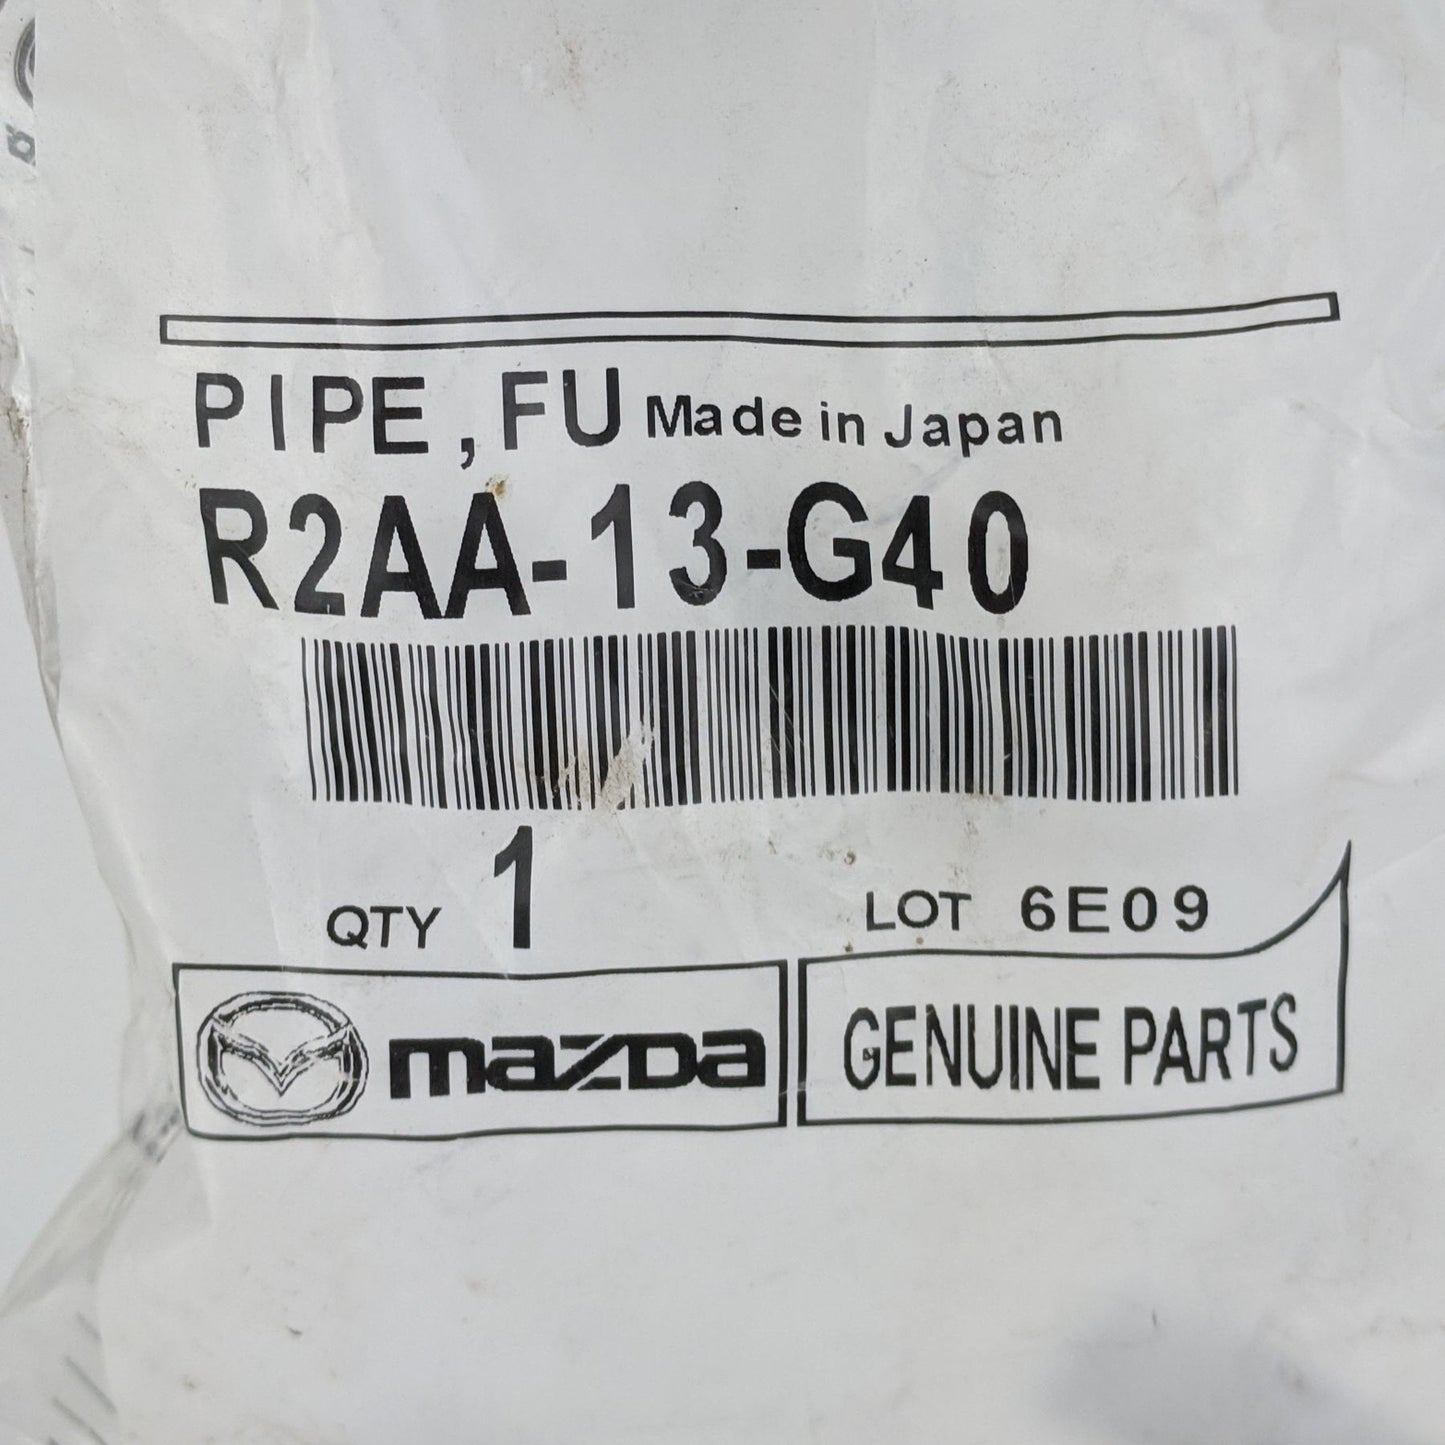 PIPE,FU Made in Japan
R2AA-13-G40
QTY 1 LOT 6E09
mazda GENUINE PARTS